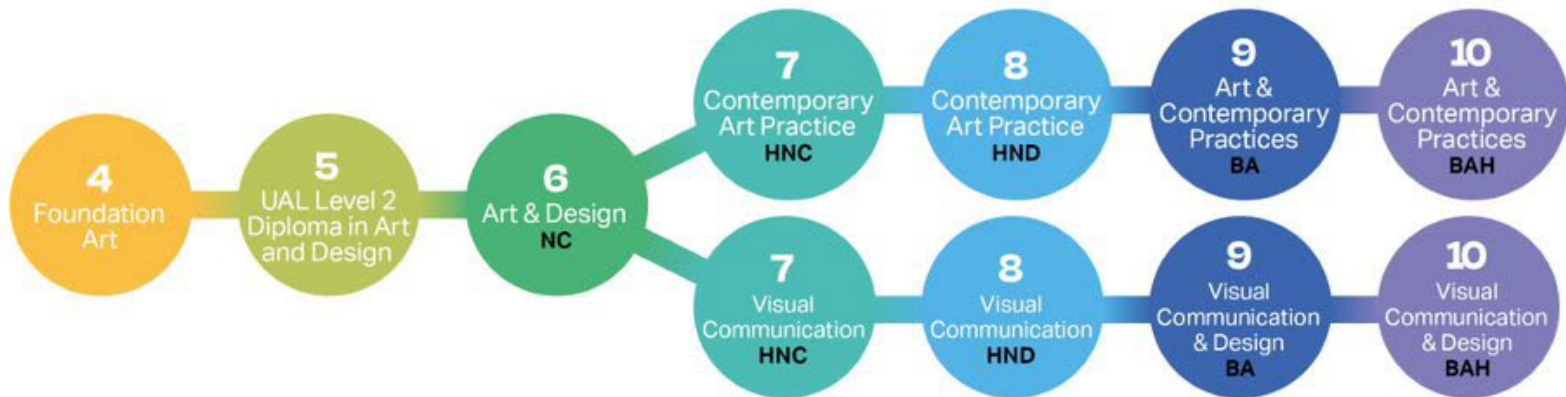 4
Foundation
Art
5
UAL Level 2
Diploma in Art
and Design
6
Art & Design
NC
7
Contemporary
Art Practice
HNC
8
Contemporary
Art Practice
HND
9
Art &
Contemporary
Practices
BA
10
Art &
Contemporary
Practices
BAH
7
Visual
Communication
HNC
8
Visual
Communication
HND
9
Visual
Communication
& Design
BA
10
Visual
Communication
& Design
BAH